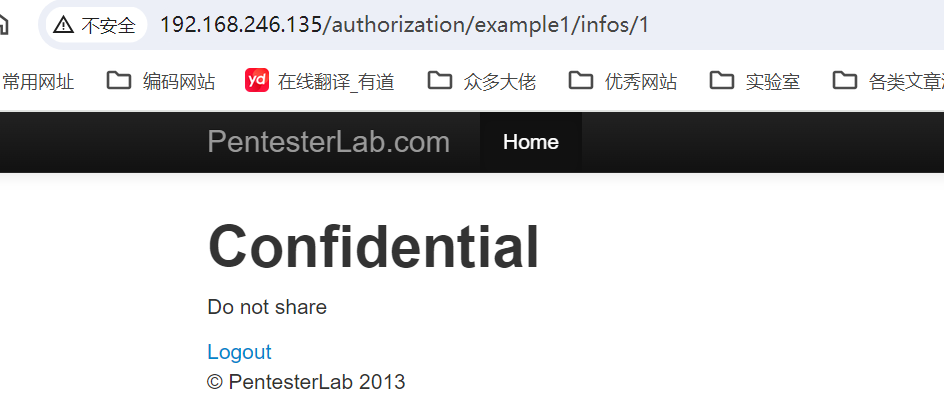 不安全 192.168.246.135/authorization/example1/infos/1
常用网址 编码网站 yd 在线翻译_有道 众多大佬 优秀网站 实验室 各类文章
PentesterLab.com Home
Confidential
Do not share
Logout
© PentesterLab 2013